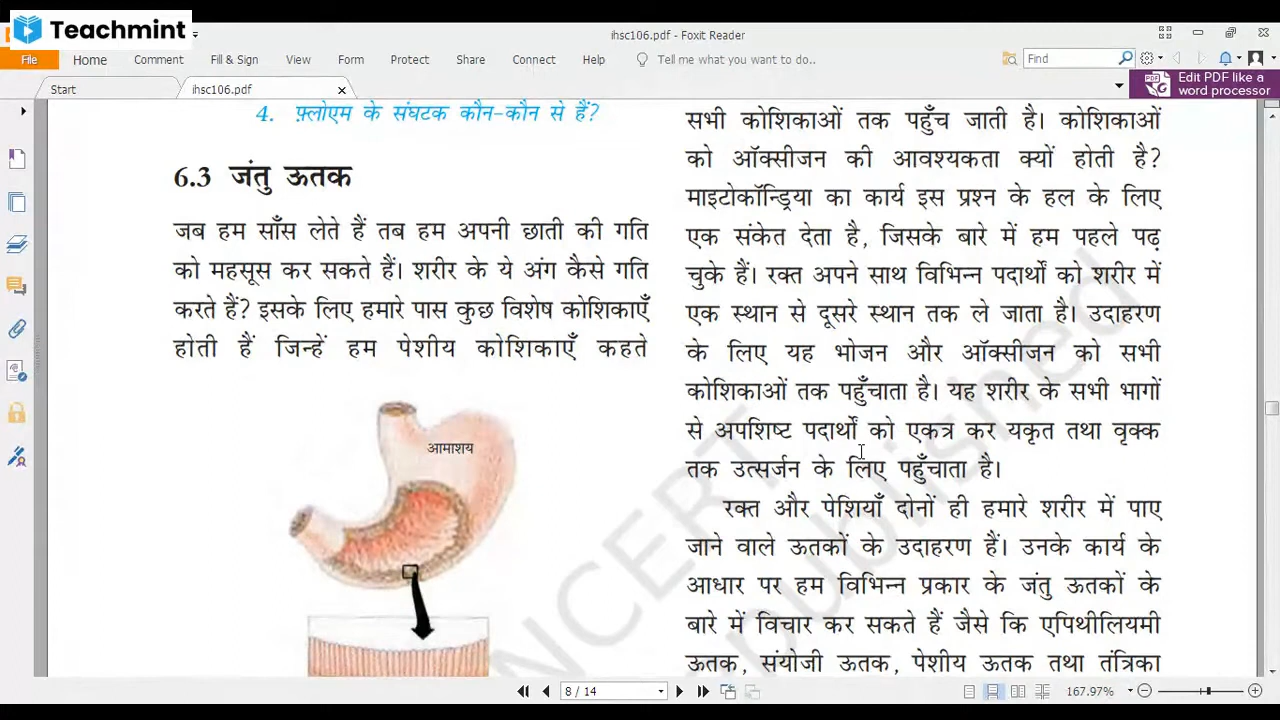 Teachmint
ihsc106.pdf - Foxit Reader
File Home Comment Fill & Sign View Form Protect Share Connect Help Tell me what you want to do.. Find
Start ihsc106.pdf
Edit PDF like a
word processor
4. फ़्लोएम के संघटक कौन-कौन से हैं?
6.3 जंतु ऊतक
जब हम साँस लेते हैं तब हम अपनी छाती की गति
को महसूस कर सकते हैं। शरीर के ये अंग कैसे गति
करते हैं? इसके लिए हमारे पास कुछ विशेष कोशिकाएँ
होती हैं जिन्हें हम पेशीय कोशिकाएँ कहते
आमाशय
सभी कोशिकाओं तक पहुँच जाती है। कोशिकाओं
को ऑक्सीजन की आवश्यकता क्यों होती है?
माइटोकॉन्ड्रिया का कार्य इस प्रश्न के हल के लिए
एक संकेत देता है, जिसके बारे में हम पहले पढ़
चुके हैं। रक्त अपने साथ विभिन्न पदार्थों को शरीर में
एक स्थान से दूसरे स्थान तक ले जाता है। उदाहरण
के लिए यह भोजन और ऑक्सीजन को सभी
कोशिकाओं तक पहुँचाता है। यह शरीर के सभी भागों
से अपशिष्ट पदार्थों को एकत्र कर यकृत तथा वृक्क
तक उत्सर्जन के लिए पहुँचाता है।
रक्त और पेशियाँ दोनों ही हमारे शरीर में पाए
जाने वाले ऊतकों के उदाहरण हैं। उनके कार्य के
आधार पर हम विभिन्न प्रकार के जंतु ऊतकों के
बारे में विचार कर सकते हैं जैसे कि एपिथीलियमी
ऊतक, संयोजी ऊतक, पेशीय ऊतक तथा तंत्रिका
NCERT
published
8 / 14
167.97%